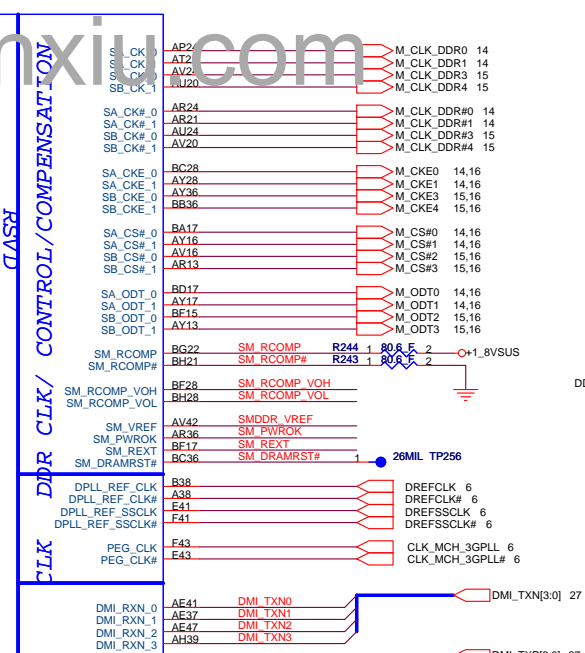 nxiu.com
RSVD
DDR CLK/ CONTROL/COMPENSATION
CLK
AP24 M_CLK_DDR0 14
AT21 M_CLK_DDR1 14
AV24 M_CLK_DDR3 15
SB_CK_1 AU20 M_CLK_DDR4 15
SA_CK#_0 AR24 M_CLK_DDR#0 14
SA_CK#_1 AR21 M_CLK_DDR#1 14
SB_CK#_0 AU24 M_CLK_DDR#3 15
SB_CK#_1 AV20 M_CLK_DDR#4 15
SA_CKE_0 BC28 M_CKE0 14,16
SA_CKE_1 AY28 M_CKE1 14,16
SB_CKE_0 AY36 M_CKE3 15,16
SB_CKE_1 BB36 M_CKE4 15,16
SA_CS#_0 BA17 M_CS#0 14,16
SA_CS#_1 AY16 M_CS#1 14,16
SB_CS#_0 AV16 M_CS#2 15,16
SB_CS#_1 AR13 M_CS#3 15,16
SA_ODT_0 BD17 M_ODT0 14,16
SA_ODT_1 AY17 M_ODT1 14,16
SB_ODT_0 BF15 M_ODT2 15,16
SB_ODT_1 AY13 M_ODT3 15,16
SM_RCOMP BG22 SM_RCOMP R244 1 80.6_F 2 +1_8VSUS
SM_RCOMP# BH21 SM_RCOMP# R243 1 80.6_F 2
SM_RCOMP_VOH BF28 SM_RCOMP_VOH
SM_RCOMP_VOL BH28 SM_RCOMP_VOL
SM_VREF AV42 SMDDR_VREF
SM_PWROK AR36 SM_PWROK
SM_REXT BF17 SM_REXT
SM_DRAMRST# BC36 SM_DRAMRST# 1 26MIL TP256
DPLL_REF_CLK B38 DREFCLK 6
DPLL_REF_CLK# A38 DREFCLK# 6
DPLL_REF_SSCLK E41 DREFSSCLK 6
DPLL_REF_SSCLK# F41 DREFSSCLK# 6
PEG_CLK F43 CLK_MCH_3GPLL 6
PEG_CLK# E43 CLK_MCH_3GPLL# 6
DMI_RXN_0 AE41 DMI_TXN0 DMI_TXN[3:0] 27
DMI_RXN_1 AE37 DMI_TXN1
DMI_RXN_2 AE47 DMI_TXN2
DMI_RXN_3 AH39 DMI_TXN3